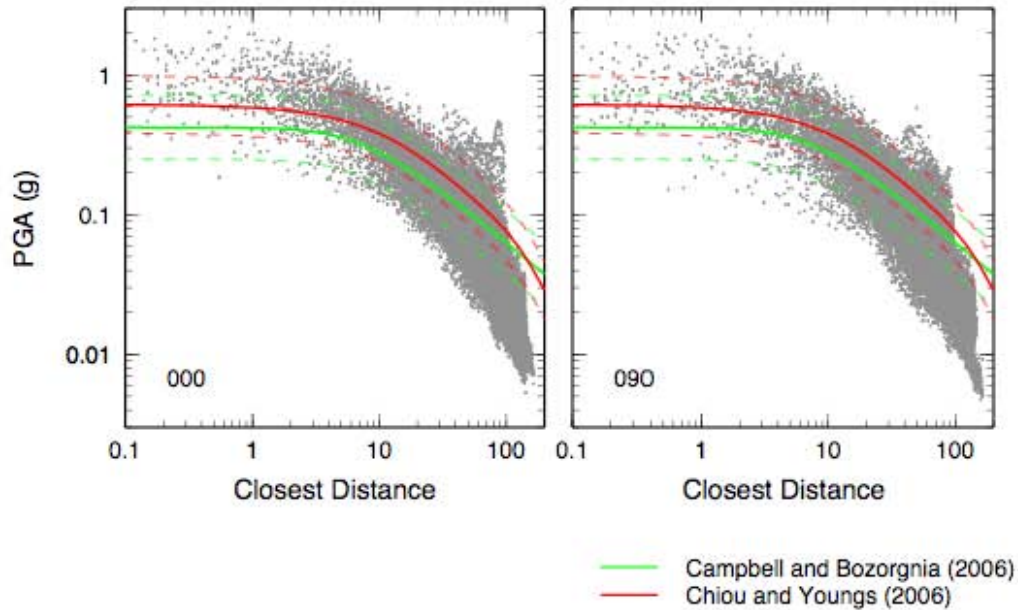 PGA (g)
1
0.1
0.01
000
0.1 1 10 100
Closest Distance
090
0.1 1 10 100
Closest Distance
Campbell and Bozorgnia (2006)
Chiou and Youngs (2006)